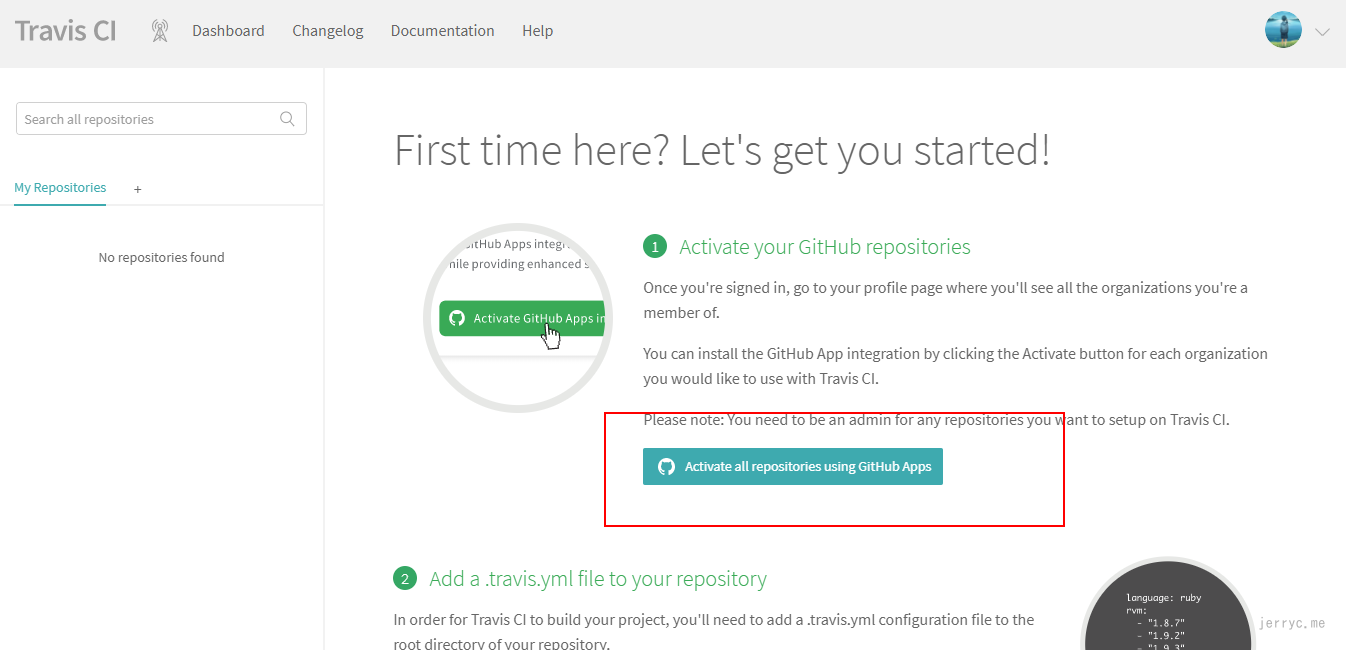 Travis CI
Dashboard
Changelog
Documentation
Help
Search all repositories
My Repositories
+
No repositories found
First time here? Let's get you started!
GitHub Apps integr
hile providing enhanced s
Activate GitHub Apps in
1 Activate your GitHub repositories
Once you're signed in, go to your profile page where you'll see all the organizations you're a
member of.
You can install the GitHub App integration by clicking the Activate button for each organization
you would like to use with Travis CI.
Please note: You need to be an admin for any repositories you want to setup on Travis CI.
Activate all repositories using GitHub Apps
2 Add a .travis.yml file to your repository
In order for Travis CI to build your project, you'll need to add a .travis.yml configuration file to the
root directory of your repository.
language: ruby
rvm:
- "1.8.7"
- "1.9.2"
- "1.9.3"
jerryc.me